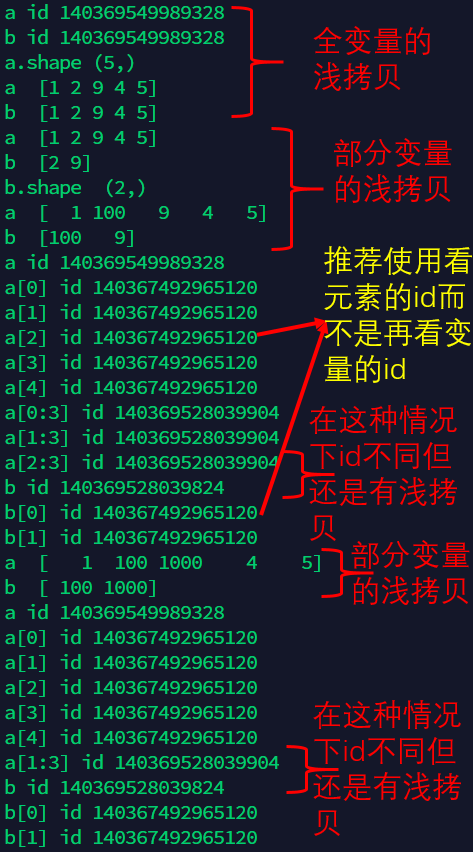 a id 140369549989328
b id 140369549989328
a.shape (5,)
a  [1 2 9 4 5]
b  [1 2 9 4 5]
全变量的
浅拷贝
a  [1 2 9 4 5]
b  [2 9]
b.shape  (2,)
a  [  1 100   9   4   5]
b  [100   9]
部分变量
的浅拷贝
a id 140369549989328
a[0] id 140367492965120
a[1] id 140367492965120
a[2] id 140367492965120
a[3] id 140367492965120
a[4] id 140367492965120
推荐使用看
元素的id而
不是再看变
量的id
a[0:3] id 140369528039904
a[1:3] id 140369528039904
a[2:3] id 140369528039904
b id 140369528039824
b[0] id 140367492965120
b[1] id 140367492965120
在这种情况
下id不同但
还是有浅拷
贝
a  [   1  100 1000    4    5]
b  [ 100 1000]
部分变量
的浅拷贝
a id 140369549989328
a[0] id 140367492965120
a[1] id 140367492965120
a[2] id 140367492965120
a[3] id 140367492965120
a[4] id 140367492965120
a[1:3] id 140369528039904
b id 140369528039824
b[0] id 140367492965120
b[1] id 140367492965120
在这种情况
下id不同但
还是有浅拷
贝